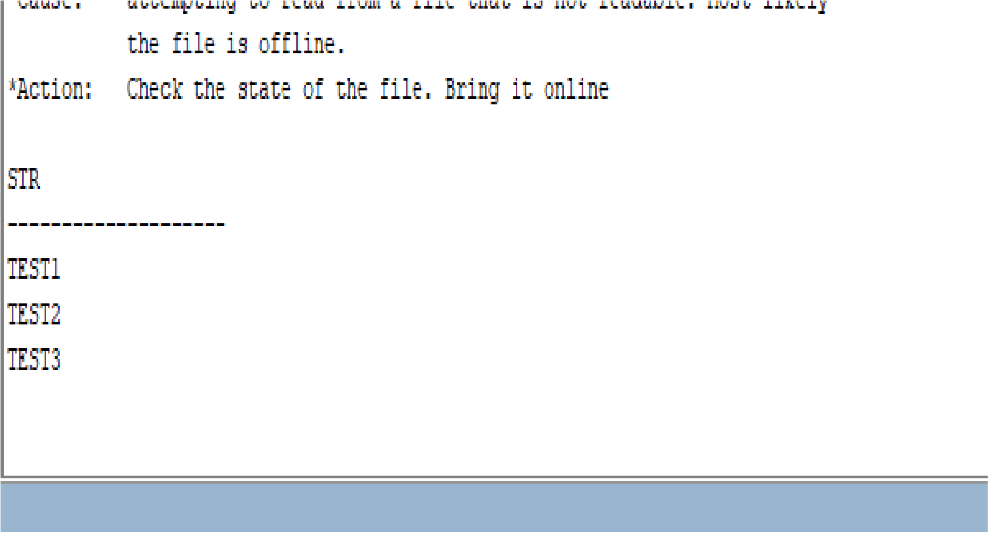 *Cause: attempting to read from a file that is not readable. Most likely
the file is offline.
*Action: Check the state of the file. Bring it online
STR
--------------------
TEST1
TEST2
TEST3